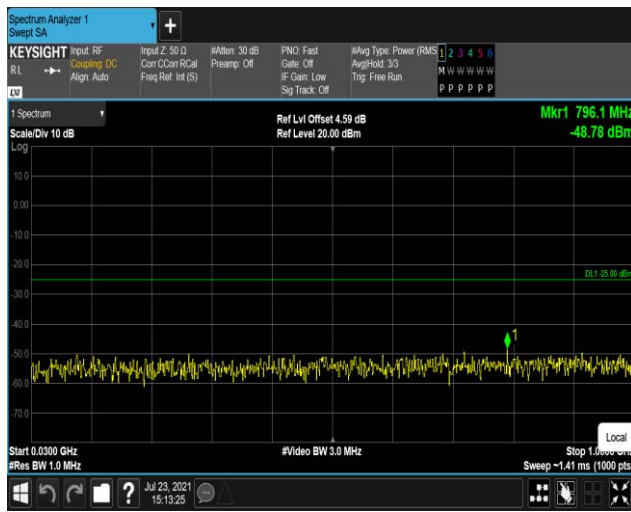 Spectrum Analyzer 1
Swept SA
KEYSIGHT Input: RF Input Z: 50 Ω #Atten: 30 dB PNO: Fast #Avg Type: Power (RMS 1 2 3 4 5 6
RL Coupling: DC Corr CCorr RCal Preamp: Off Gate: Off Avg|Hold: 3/3 M W W W W W
Align: Auto Freq Ref: Int (S) IF Gain: Low Trig: Free Run
LXI Sig Track: Off P P P P P P
1 Spectrum Ref Lvl Offset 4.59 dB Mkr1 796.1 MHz
Scale/Div 10 dB Ref Level 20.00 dBm -48.78 dBm
Log
10.0
0.00
-10.0
-20.0
DL1 -25.00 dBm
-30.0
-40.0
1
-50.0
-60.0
-70.0
Local
Start 0.0300 GHz #Video BW 3.0 MHz Stop 1.0000 GHz
#Res BW 1.0 MHz Sweep ~1.41 ms (1000 pts
? Jul 23, 2021
15:13:25